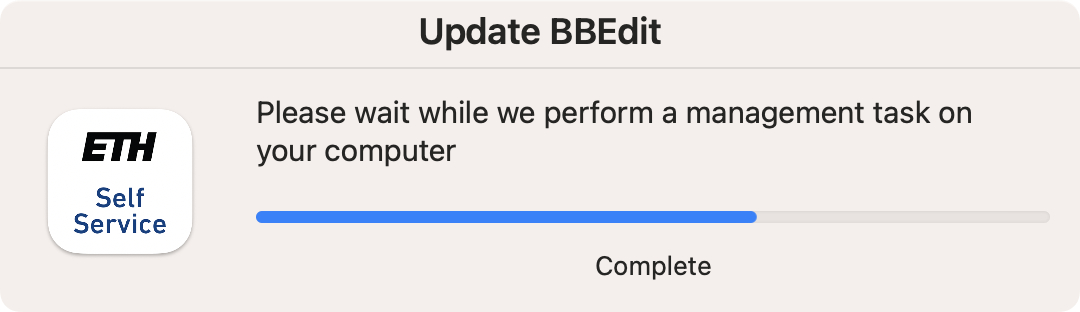 Update BBEdit
Please wait while we perform a management task on
your computer
ETH
Self
Service
Complete